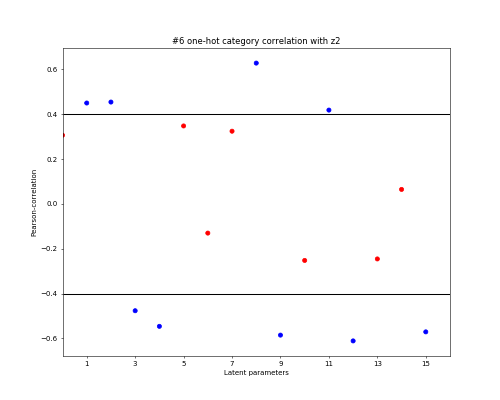 #6 one-hot category correlation with z2
Pearson-correlation
0.6
0.4
0.2
0.0
−0.2
−0.4
−0.6
1 3 5 7 9 11 13 15
Latent parameters